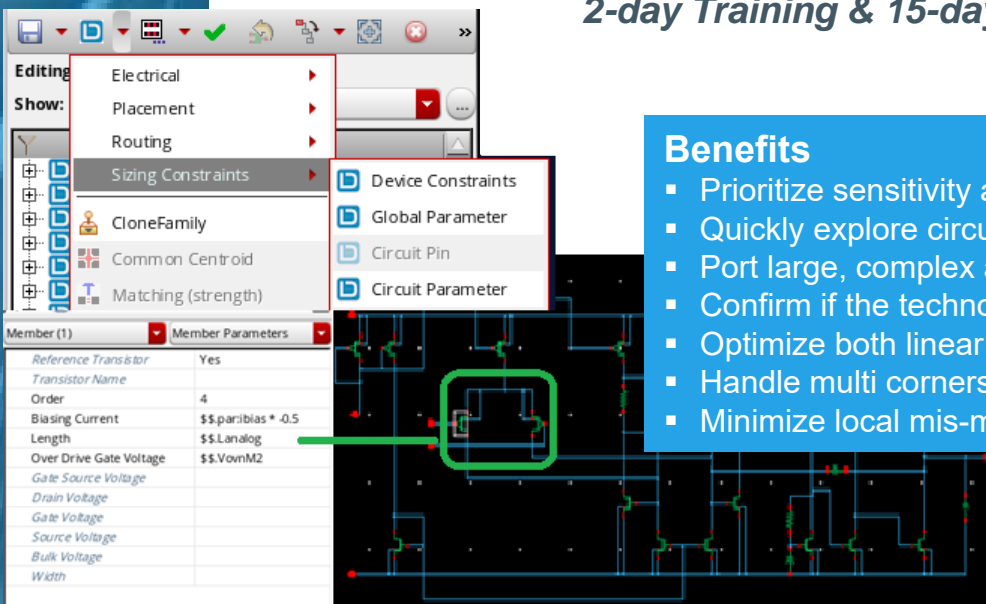 2-day Training & 15-day
»
Editing
Show:
...
Electrical
Placement
Routing
Sizing Constraints
CloneFamily
Common Centroid
Matching (strength)
Device Constraints
Global Parameter
Circuit Pin
Circuit Parameter
Benefits
▪ Prioritize sensitivity a
▪ Quickly explore circu
▪ Port large, complex a
▪ Confirm if the techno
▪ Optimize both linear
▪ Handle multi corners
▪ Minimize local mis-m
Member (1) Member Parameters
Reference Transistor Yes
Transistor Name
Order 4
Biasing Current $$.par:ibias * -0.5
Length $$.Lanalog
Over Drive Gate Voltage $$.VovnM2
Gate Source Voltage
Drain Voltage
Gate Voltage
Source Voltage
Bulk Voltage
Width